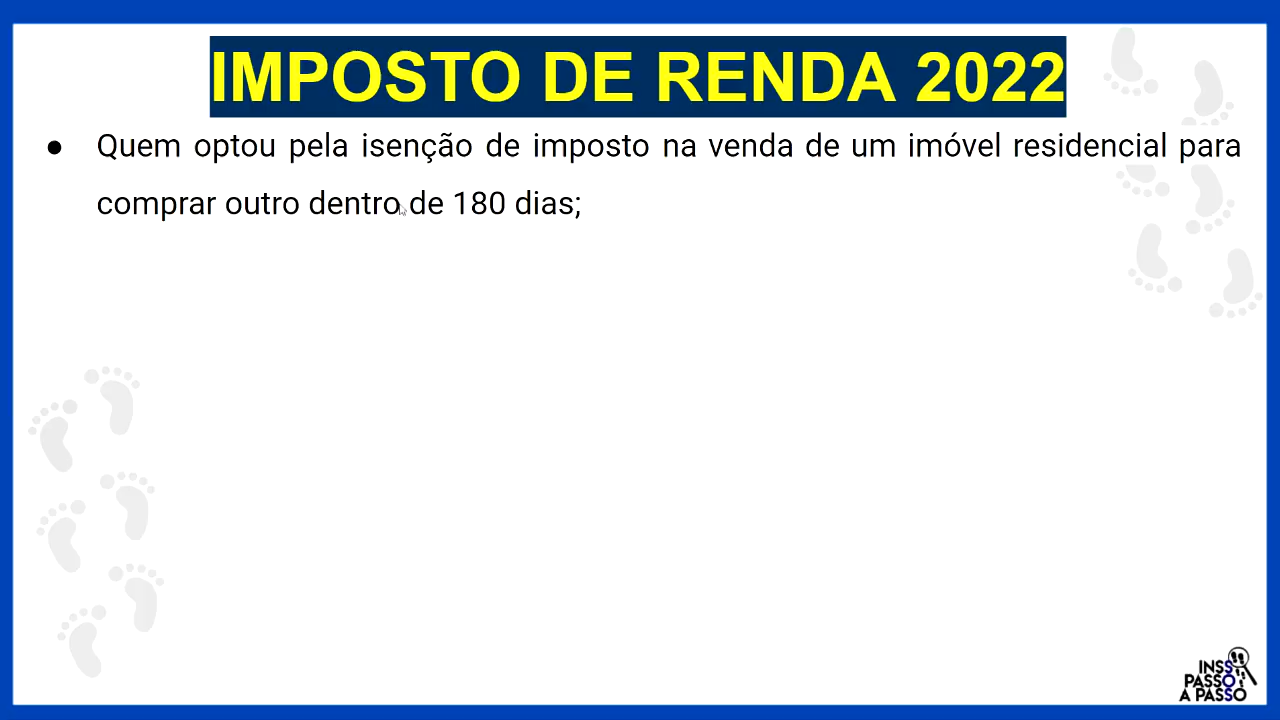 IMPOSTO DE RENDA 2022
● Quem optou pela isenção de imposto na venda de um imóvel residencial para
comprar outro dentro de 180 dias;
INSS
PASSO
A PASSO